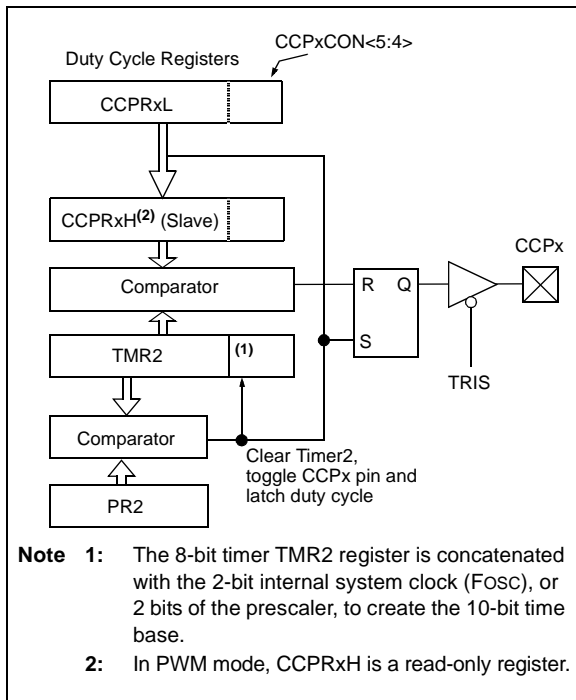 CCPxCON<5:4>
Duty Cycle Registers
CCPRxL
CCPRxH(2) (Slave)
CCPx
Comparator
R Q
TMR2
(1)
S
TRIS
Comparator
Clear Timer2,
toggle CCPx pin and
latch duty cycle
PR2
Note 1: The 8-bit timer TMR2 register is concatenated
with the 2-bit internal system clock (FOSC), or
2 bits of the prescaler, to create the 10-bit time
base.
2: In PWM mode, CCPRxH is a read-only register.